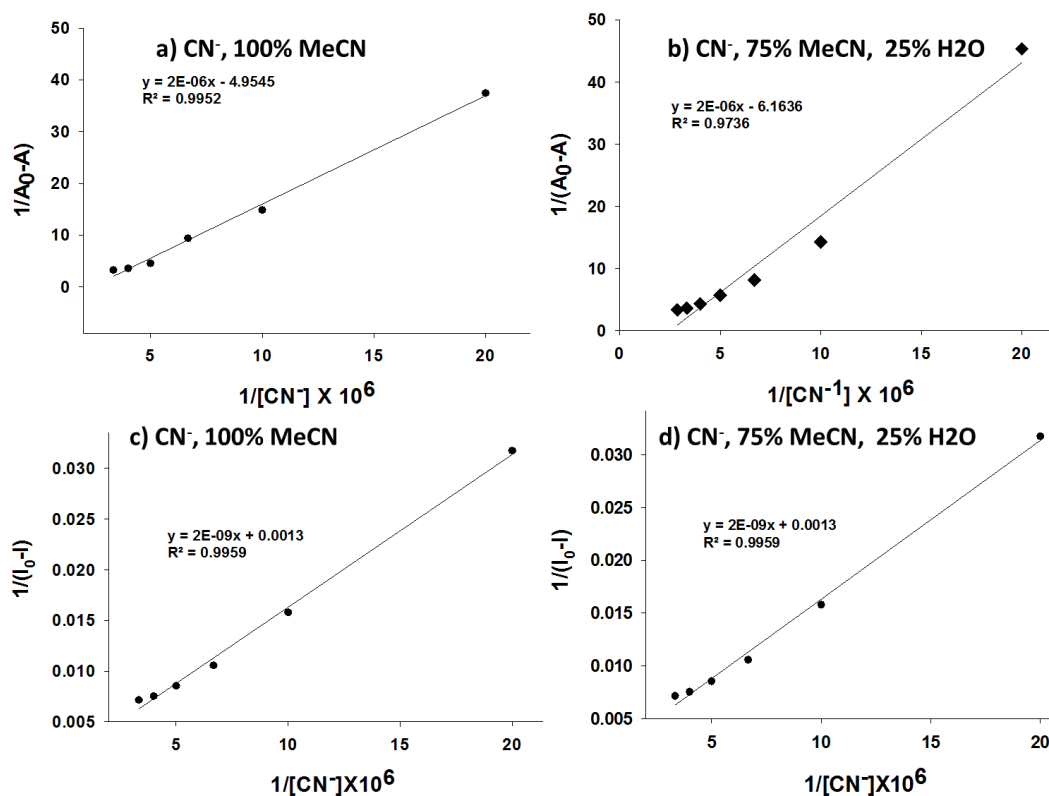 a) CN⁻, 100% MeCN
y = 2E-06x - 4.9545
R² = 0.9952
1/A₀-A)
50
40
30
20
10
0
5
10
15
20
1/[CN⁻] X 10⁶
b) CN⁻, 75% MeCN, 25% H2O
y = 2E-06x - 6.1636
R² = 0.9736
1/(A₀-A)
50
40
30
20
10
0
0
5
10
15
20
1/[CN⁻¹] X 10⁶
c) CN⁻, 100% MeCN
y = 2E-09x + 0.0013
R² = 0.9959
1/(I₀-I)
0.030
0.025
0.020
0.015
0.010
0.005
0.000
5
10
15
20
1/[CN⁻]X10⁶
d) CN⁻, 75% MeCN, 25% H2O
y = 2E-09x + 0.0013
R² = 0.9959
1/(I₀-I)
0.030
0.025
0.020
0.015
0.010
0.005
5
10
15
20
1/[CN⁻]X10⁶